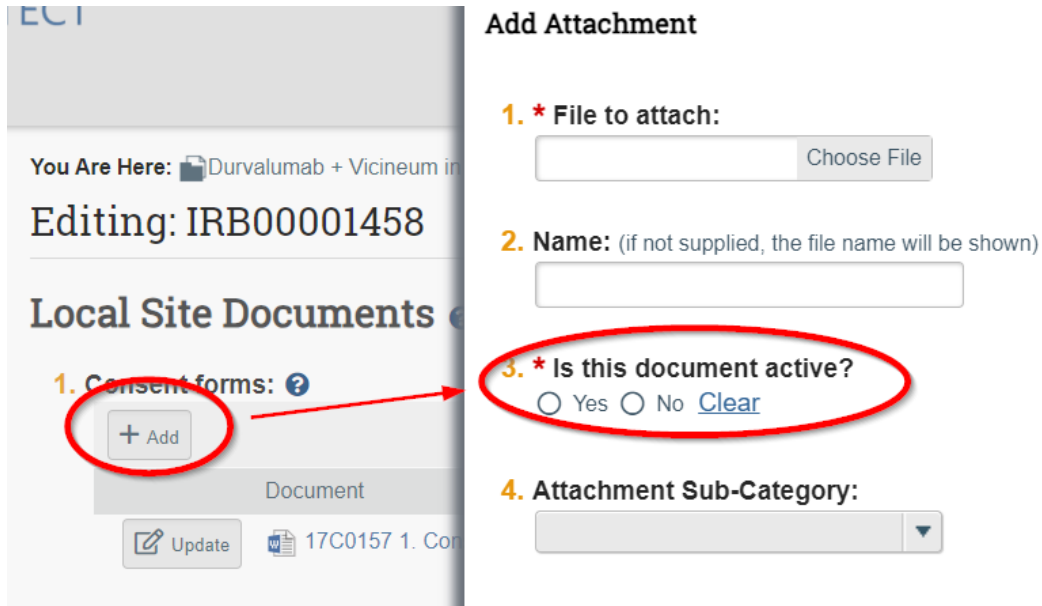 ECT
You Are Here: Durvalumab + Vicineum in
Editing: IRB00001458
Local Site Documents
1. Consent forms: ?
+ Add
Document
Update 17C0157 1. Con
Add Attachment
1. * File to attach:
Choose File
2. Name: (if not supplied, the file name will be shown)
3. * Is this document active?
Yes No Clear
4. Attachment Sub-Category: